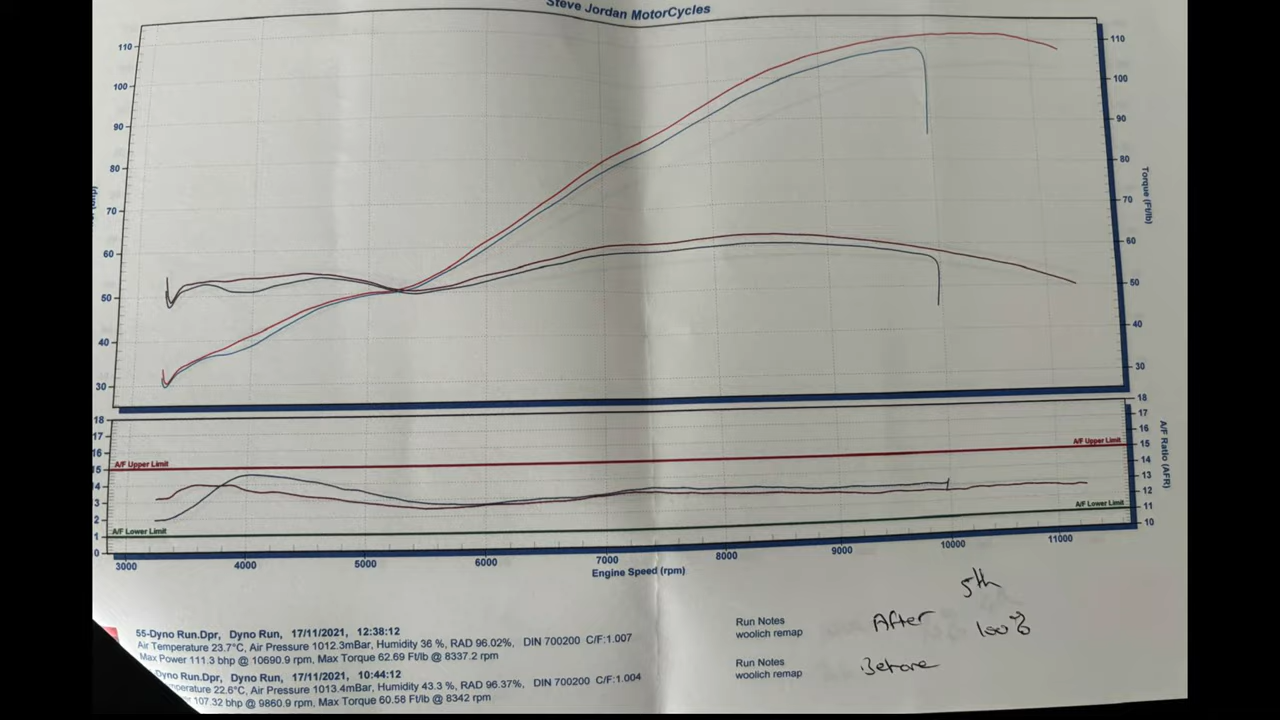 Steve Jordan MotorCycles
110
100
90
80
70
60
50
40
30
110
100
90
80
70
60
50
40
30
Torque (Ft/lb)
18
17
16
15
4
3
2
1
0
18
17
16
15
14
13
12
11
10
A/F Ratio (AFR)
A/F Upper Limit
A/F Upper Limit
A/F Lower Limit
A/F Lower Limit
3000 4000 5000 6000 7000 8000 9000 10000 11000
Engine Speed (rpm)
5th
After 100%
Before
55-Dyno Run.Dpr, Dyno Run, 17/11/2021, 12:38:12
Air Temperature 23.7°C, Air Pressure 1012.3mBar, Humidity 36 %, RAD 96.02%, DIN 700200 C/F:1.007
Max Power 111.3 bhp @ 10690.9 rpm, Max Torque 62.69 Ft/lb @ 8337.2 rpm
Run Notes
woolich remap
Dyno Run.Dpr, Dyno Run, 17/11/2021, 10:44:12
perature 22.6°C, Air Pressure 1013.4mBar, Humidity 43.3 %, RAD 96.37%, DIN 700200 C/F:1.004
107.32 bhp @ 9860.9 rpm, Max Torque 60.58 Ft/lb @ 8342 rpm
Run Notes
woolich remap